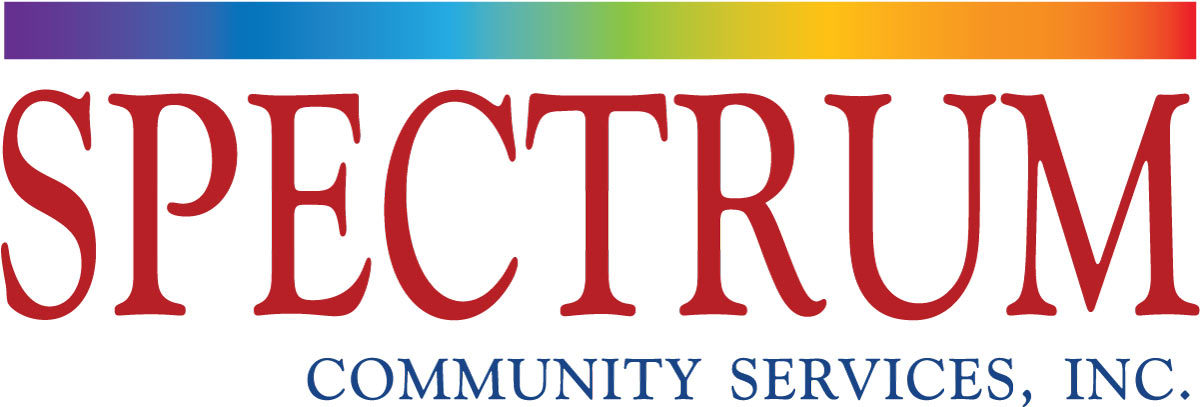 SPECTRUM
COMMUNITY SERVICES, INC.